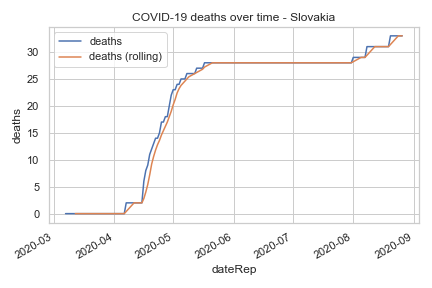 COVID-19 deaths over time - Slovakia
deaths
deaths (rolling)
deaths
30
25
20
15
10
5
0
2020-03
2020-04
2020-05
2020-06
2020-07
2020-08
2020-09
dateRep